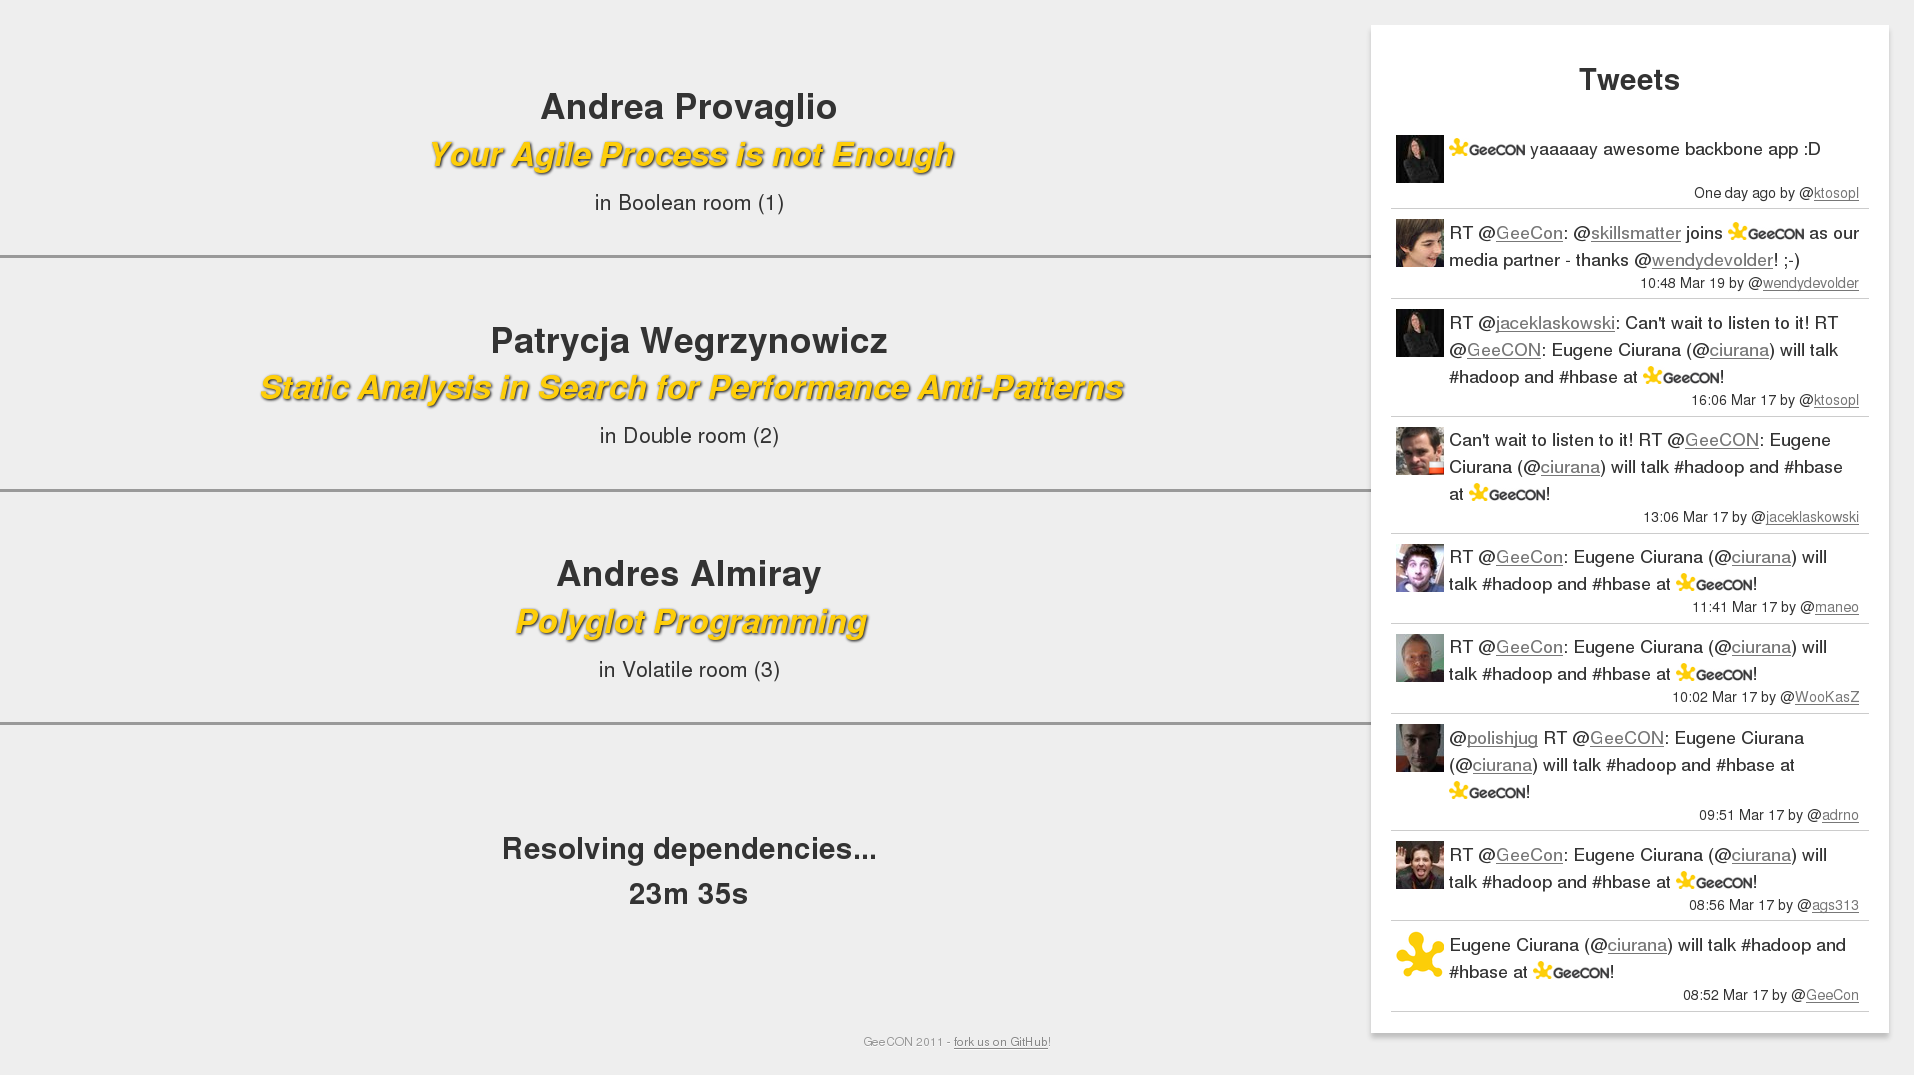 Andrea Provaglio
Your Agile Process is not Enough
in Boolean room (1)
Patrycja Wegrzynowicz
Static Analysis in Search for Performance Anti-Patterns
in Double room (2)
Andres Almiray
Polyglot Programming
in Volatile room (3)
Resolving dependencies...
23m 35s
Tweets
GeeCON yaaaaay awesome backbone app :D
One day ago by @ktosopl
RT @GeeCon: @skillsmatter joins GeeCON as our
media partner - thanks @wendydevolder! ;-)
10:48 Mar 19 by @wendydevolder
RT @jaceklaskowski: Can't wait to listen to it! RT
@GeeCON: Eugene Ciurana (@ciurana) will talk
#hadoop and #hbase at GeeCON!
16:06 Mar 17 by @ktosopl
Can't wait to listen to it! RT @GeeCON: Eugene
Ciurana (@ciurana) will talk #hadoop and #hbase
at GeeCON!
13:06 Mar 17 by @jaceklaskowski
RT @GeeCon: Eugene Ciurana (@ciurana) will
talk #hadoop and #hbase at GeeCON!
11:41 Mar 17 by @maneo
RT @GeeCon: Eugene Ciurana (@ciurana) will
talk #hadoop and #hbase at GeeCON!
10:02 Mar 17 by @WooKasZ
@polishjug RT @GeeCON: Eugene Ciurana
(@ciurana) will talk #hadoop and #hbase at
GeeCON!
09:51 Mar 17 by @adrno
RT @GeeCon: Eugene Ciurana (@ciurana) will
talk #hadoop and #hbase at GeeCON!
08:56 Mar 17 by @ags313
Eugene Ciurana (@ciurana) will talk #hadoop and
#hbase at GeeCON!
08:52 Mar 17 by @GeeCon
GeeCON 2011 - fork us on GitHub!